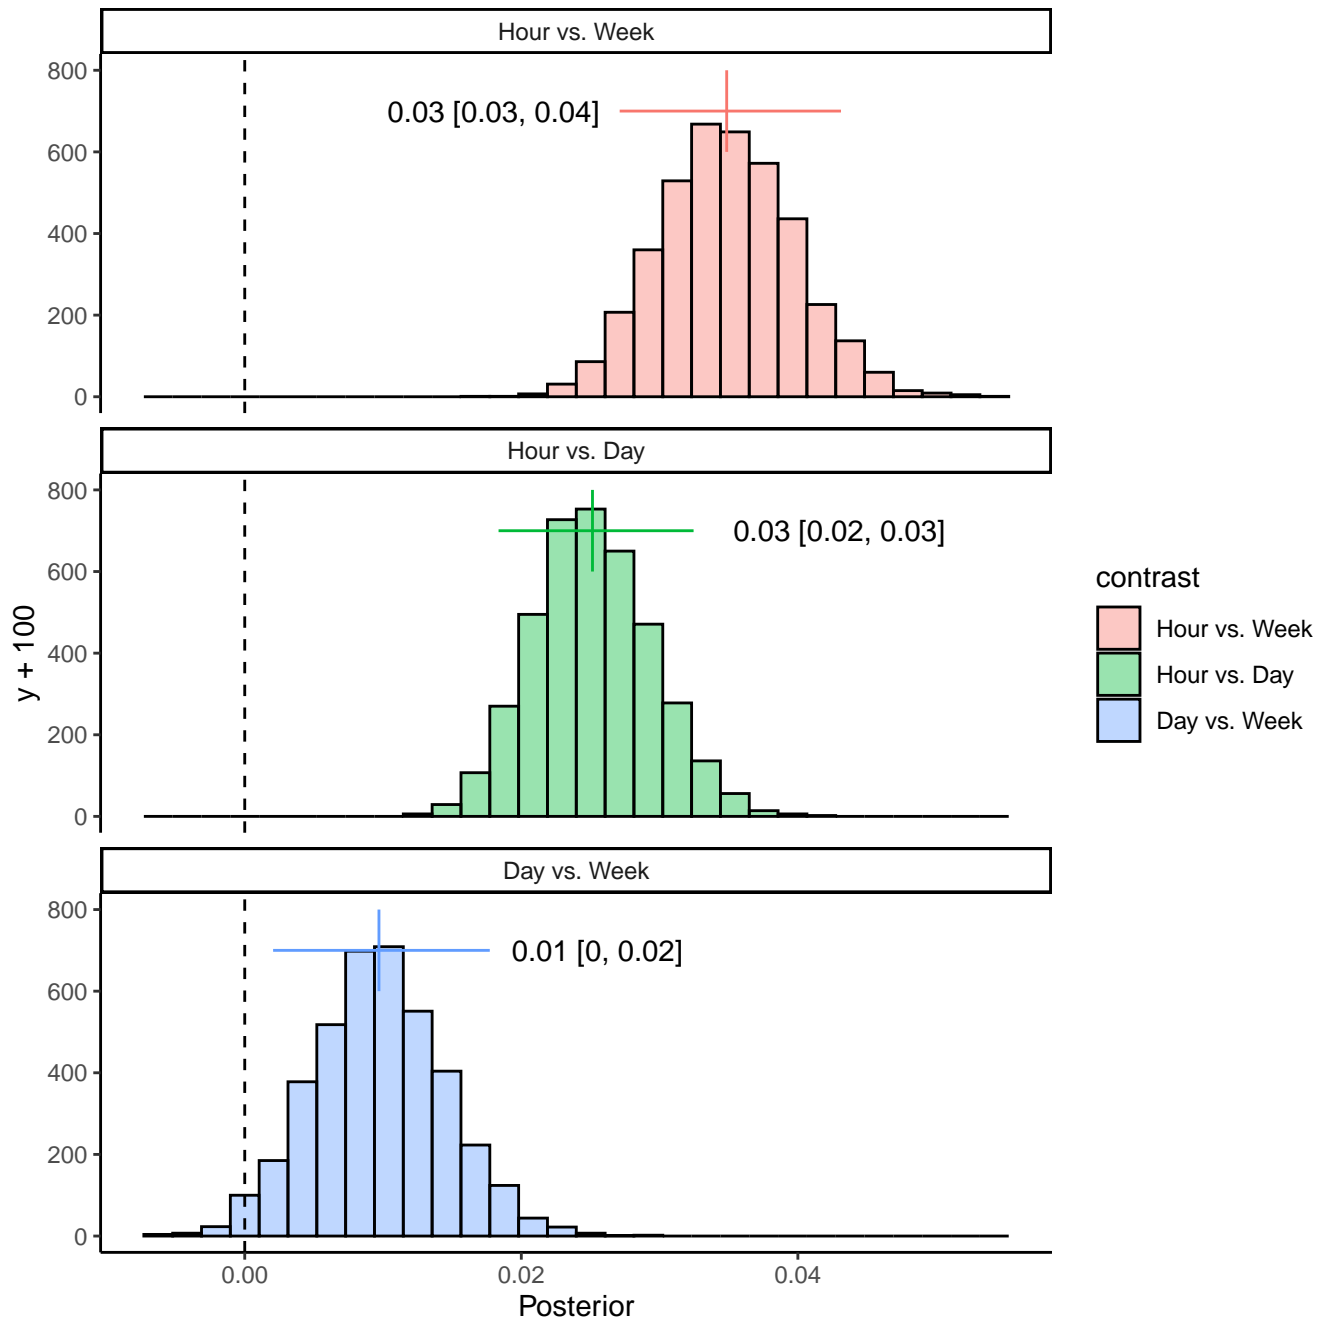 Hour vs. Week
800
600
400
200
0
0.03 [0.03, 0.04]
Hour vs. Day
800
600
400
200
0
0.03 [0.02, 0.03]
Day vs. Week
800
600
400
200
0
0.01 [0, 0.02]
0.00
0.02
0.04
Posterior
y + 100
contrast
Hour vs. Week
Hour vs. Day
Day vs. Week